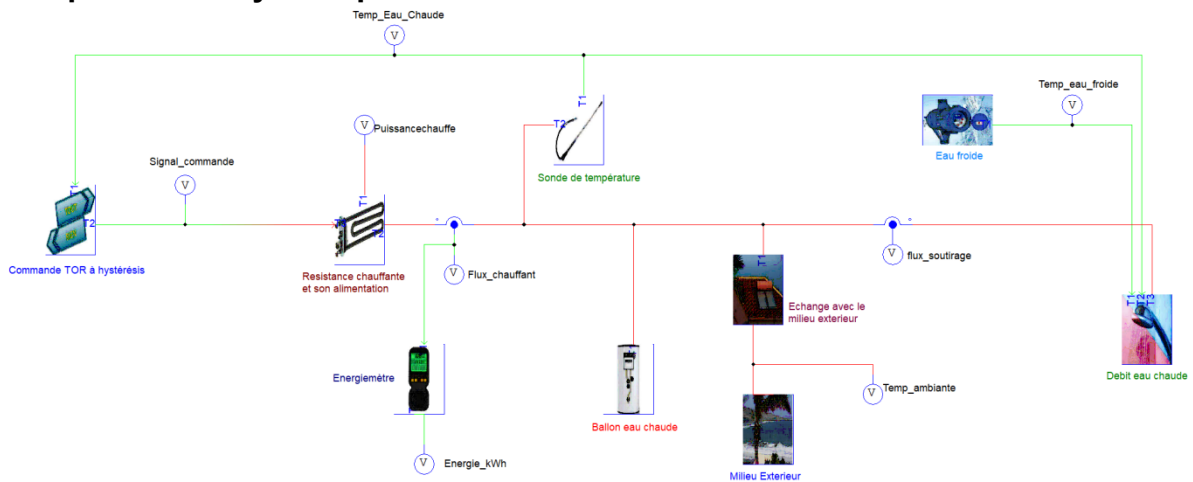 Temp_Eau_Chaude
V
Temp_eau_froide
V
T1
V
Puissancechauffe
T2
Eau froide
Signal_commande
V
Sonde de température
T1
T1
T2
T2
Commande TOR à hystérésis
Resistance chauffante
et son alimentation
V
Flux_chauffant
T1
V
flux_soutirage
Echange avec le
milieu exterieur
T1
T2
T3
Energiemètre
V
Temp_ambiante
Debit eau chaude
Ballon eau chaude
V
Energie_kWh
Milieu Exterieur